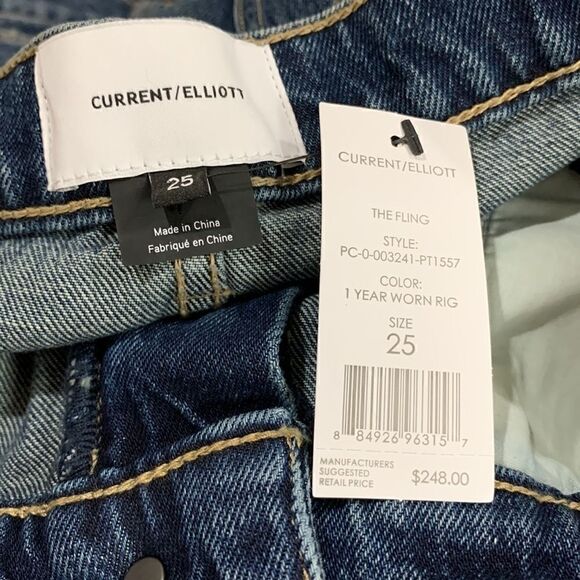 CURRENT/ELLIOTT
25
Made in China
Fabriqué en Chine
CURRENT/ELLIOTT
THE FLING
STYLE:
PC-0-003241-PT1557
COLOR:
1 YEAR WORN RIG
SIZE
25
8 84926 96315 7
MANUFACTURERS
SUGGESTED
RETAIL PRICE
$248.00